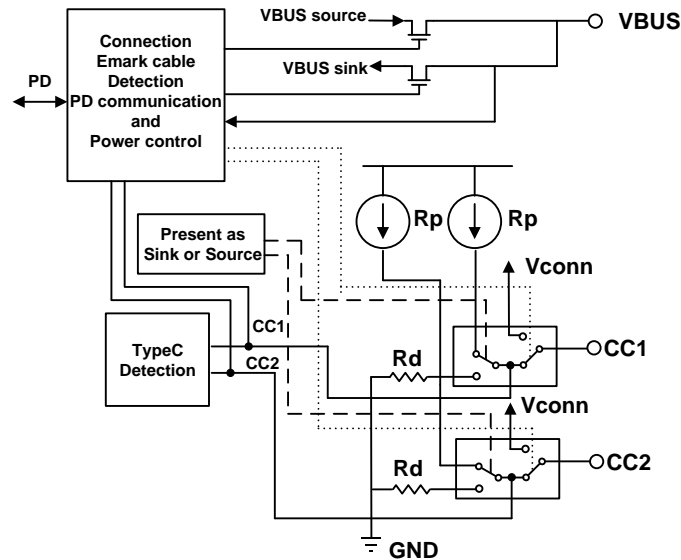 VBUS source
VBUS
Connection
Emark cable
Detection
PD communication
and
Power control
PD
VBUS sink
Rp
Rp
Present as
Sink or Source
Vconn
CC1
CC1
TypeC
Detection
CC2
Rd
Vconn
Rd
CC2
GND